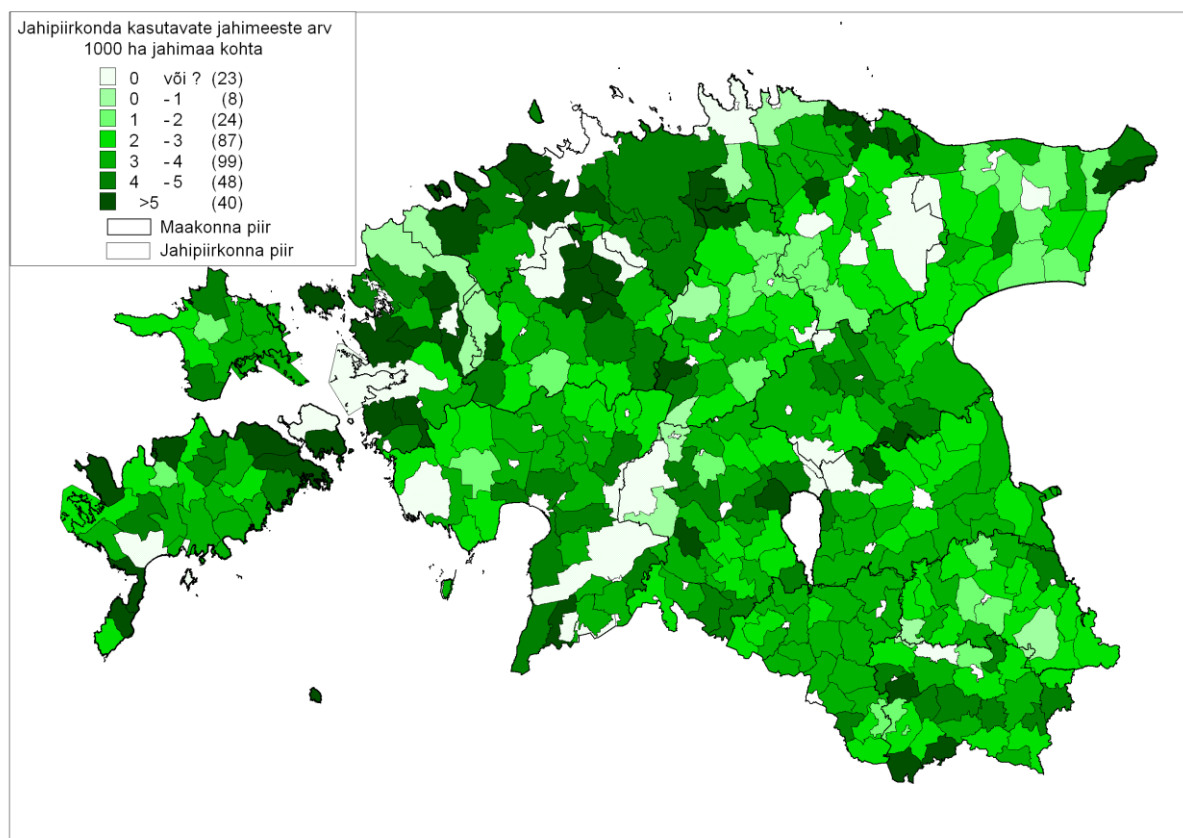 Jahipiirkonda kasutavate jahimeeste arv
1000 ha jahimaa kohta
0 või ? (23)
0 - 1 (8)
1 - 2 (24)
2 - 3 (87)
3 - 4 (99)
4 - 5 (48)
>5 (40)
Maakonna piir
Jahipiirkonna piir